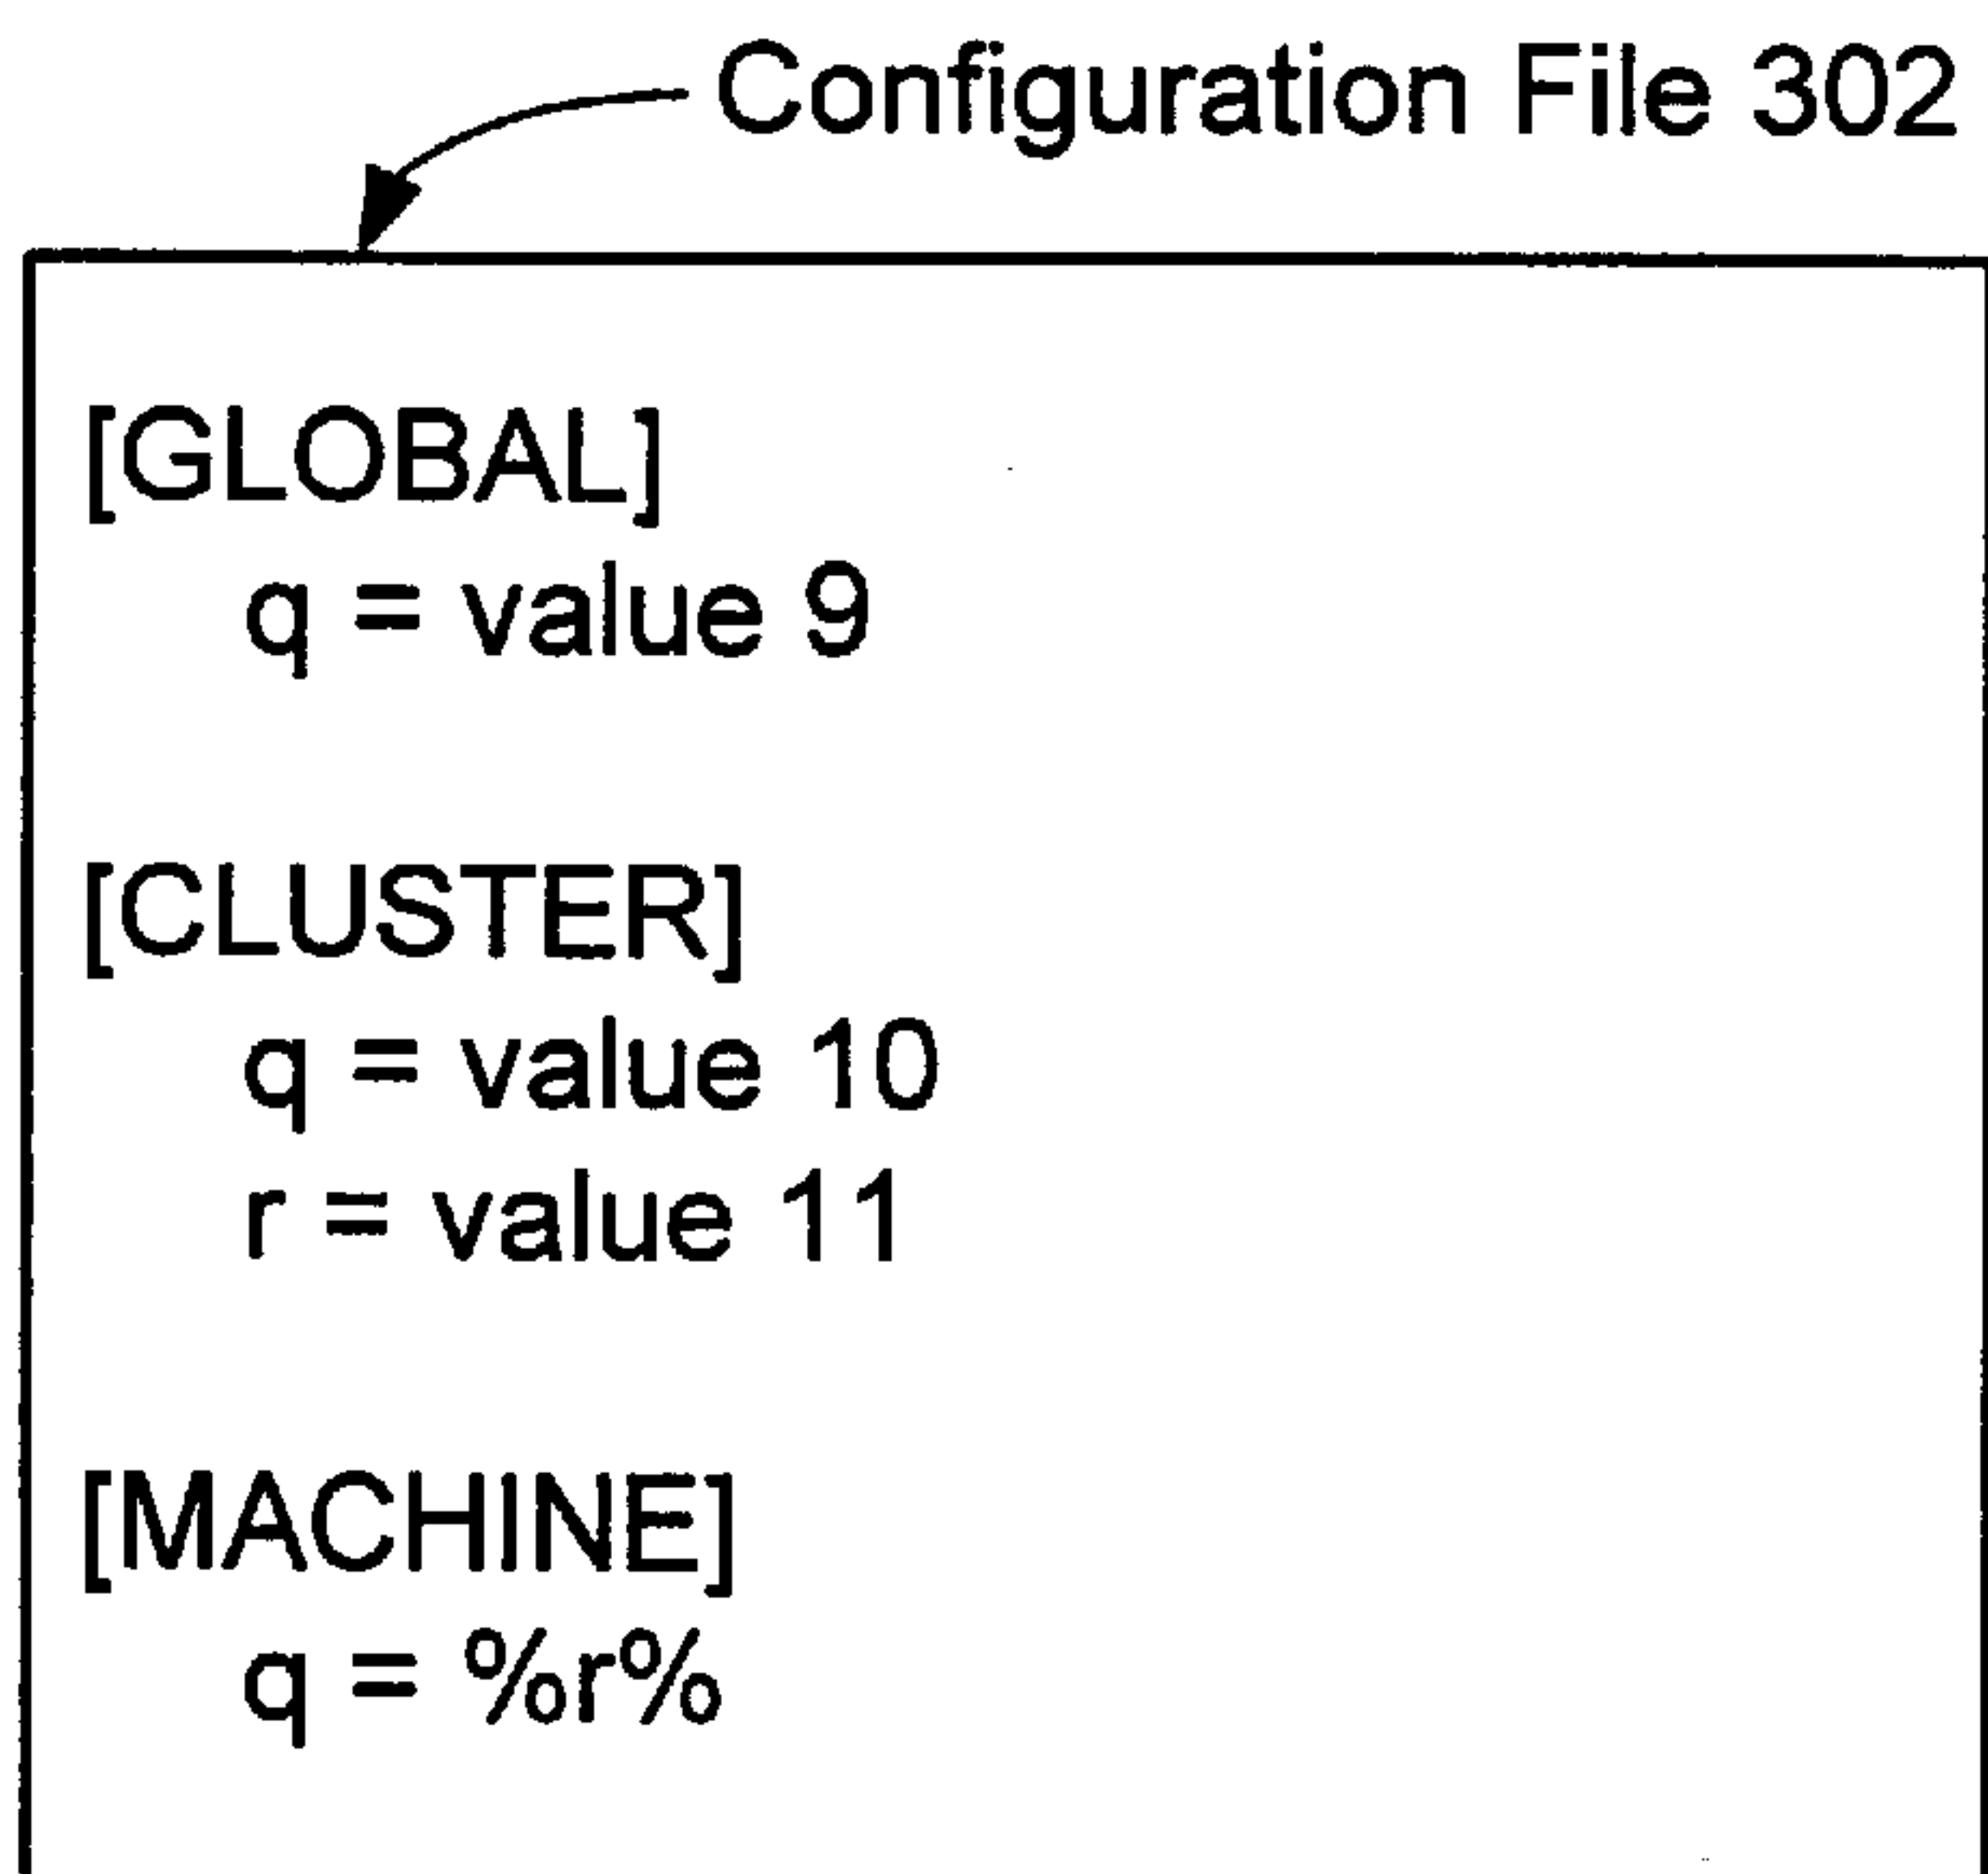 Configuration File 302
[GLOBAL]
q = value 9
[CLUSTER]
q = value 10
r = value 11
[MACHINE]
q = %r%